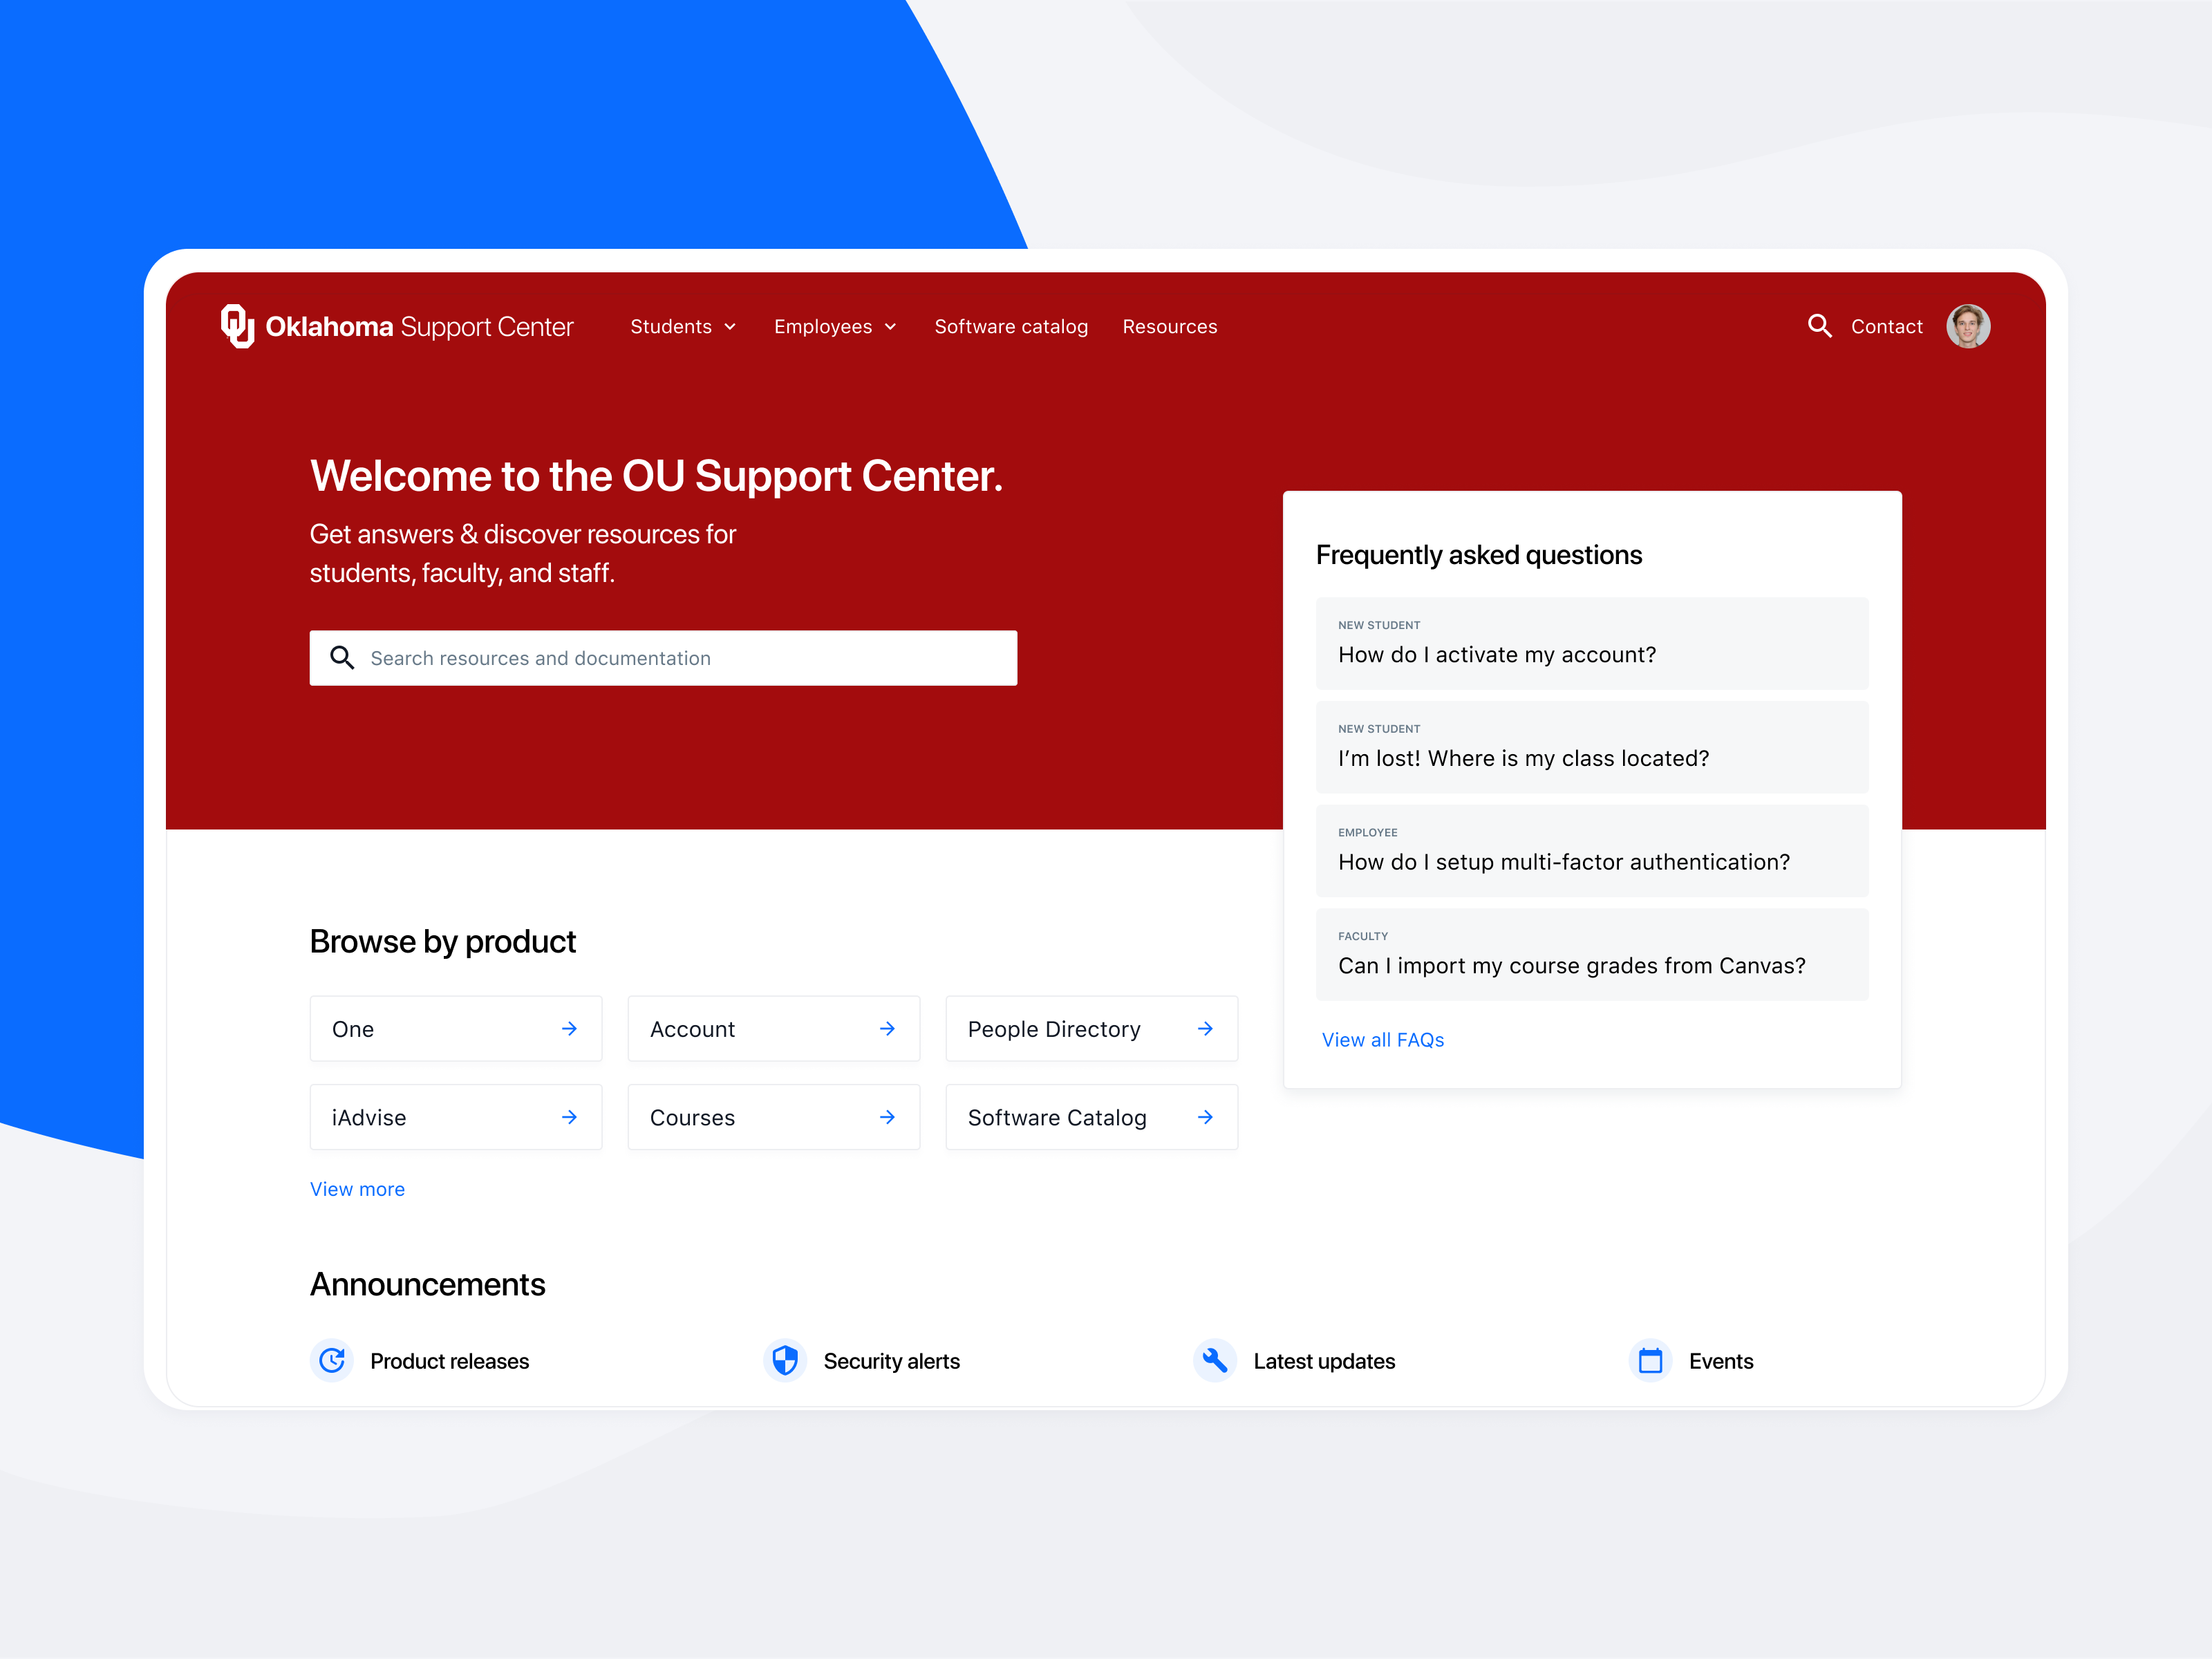 OU Oklahoma Support Center
Students
Employees
Software catalog
Resources
Contact
Welcome to the OU Support Center.
Get answers & discover resources for
students, faculty, and staff.
Search resources and documentation
Frequently asked questions
NEW STUDENT
How do I activate my account?
NEW STUDENT
I’m lost! Where is my class located?
EMPLOYEE
How do I setup multi-factor authentication?
FACULTY
Can I import my course grades from Canvas?
View all FAQs
Browse by product
One
Account
People Directory
iAdvise
Courses
Software Catalog
View more
Announcements
Product releases
Security alerts
Latest updates
Events